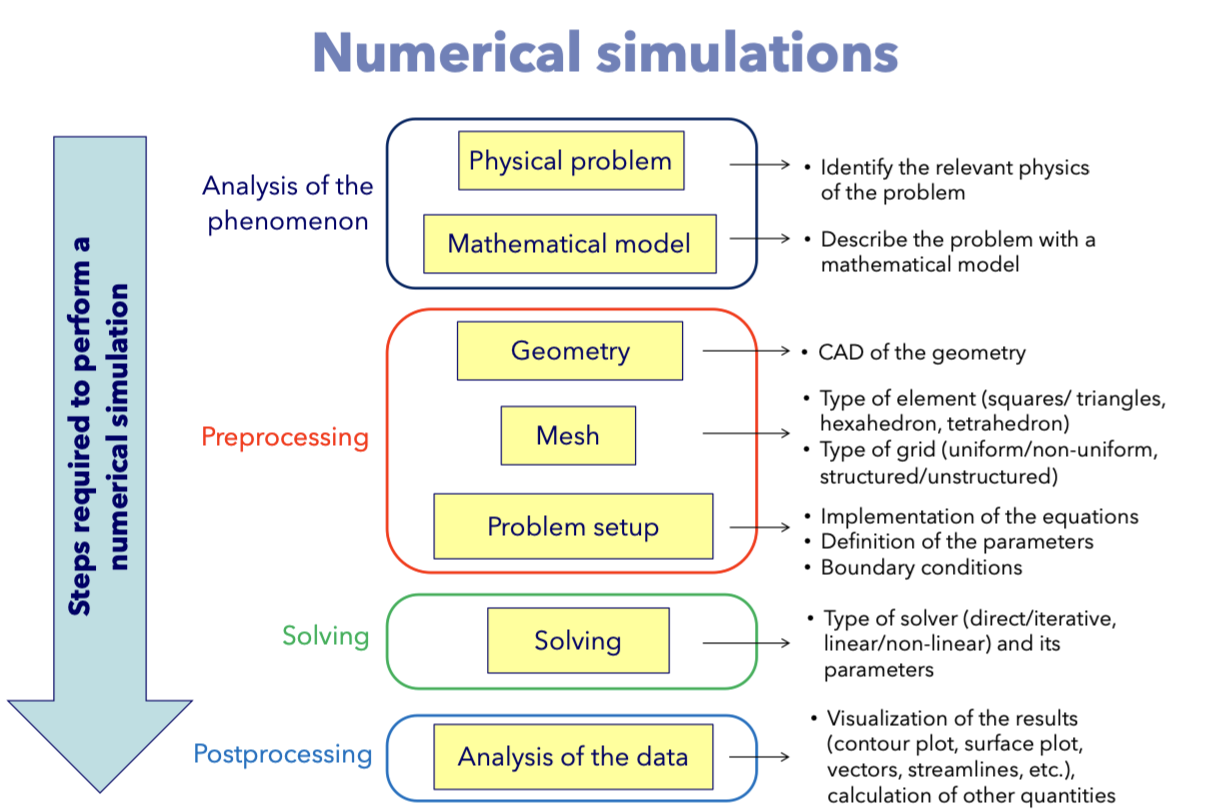 Numerical simulations
Steps required to perform a
numerical simulation
Analysis of the
phenomenon
Physical problem
• Identify the relevant physics
of the problem
Mathematical model
• Describe the problem with a
mathematical model
Preprocessing
Geometry
• CAD of the geometry
Mesh
• Type of element (squares/ triangles,
hexahedron, tetrahedron)
• Type of grid (uniform/non-uniform,
structured/unstructured)
Problem setup
• Implementation of the equations
• Definition of the parameters
• Boundary conditions
Solving
Solving
• Type of solver (direct/iterative,
linear/non-linear) and its
parameters
Postprocessing
Analysis of the data
• Visualization of the results
(contour plot, surface plot,
vectors, streamlines, etc.),
calculation of other quantities